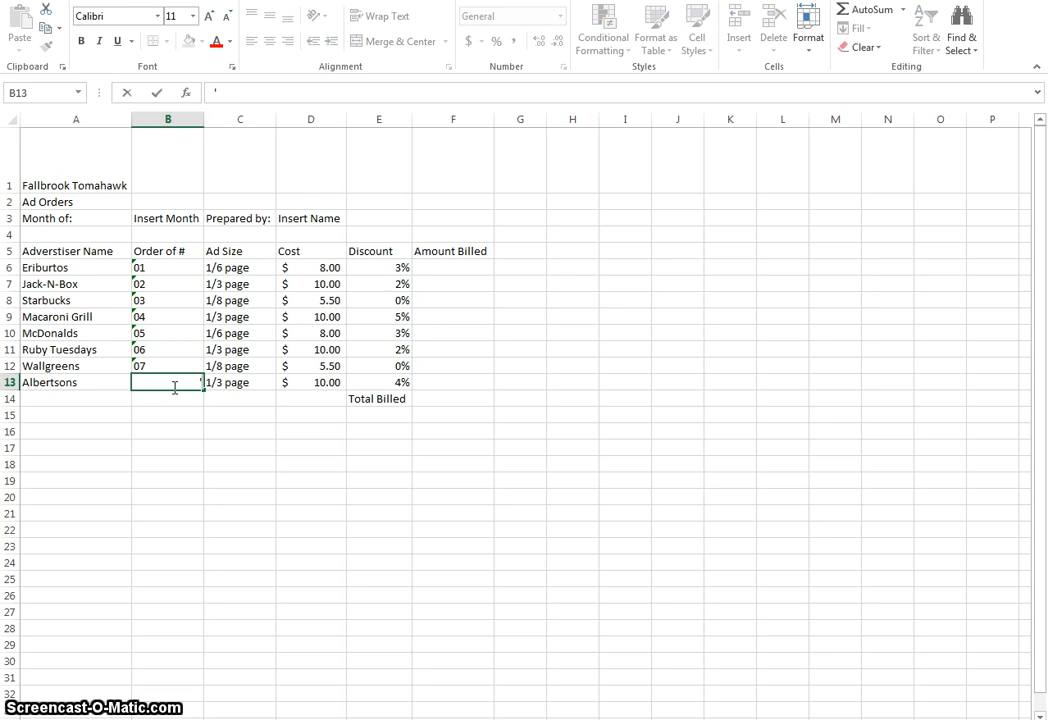 Calibri 11 A A Wrap Text General AutoSum
Paste B I U A Merge & Center $ % , Conditional Formatting Format as Table Cell Styles Insert Delete Format Fill Clear Sort & Filter Find & Select
Clipboard Font Alignment Number Styles Cells Editing
B13 fx '
A B C D E F G H I J K L M N O P
1 Fallbrook Tomahawk
2 Ad Orders
3 Month of: Insert Month Prepared by: Insert Name
4
5 Adverstiser Name Order of # Ad Size Cost Discount Amount Billed
6 Eriburtos 01 1/6 page $ 8.00 3%
7 Jack-N-Box 02 1/3 page $ 10.00 2%
8 Starbucks 03 1/8 page $ 5.50 0%
9 Macaroni Grill 04 1/3 page $ 10.00 5%
10 McDonalds 05 1/6 page $ 8.00 3%
11 Ruby Tuesdays 06 1/3 page $ 10.00 2%
12 Wallgreens 07 1/8 page $ 5.50 0%
13 Albertsons ' 1/3 page $ 10.00 4%
14 Total Billed
15
16
17
18
19
20
21
22
23
24
25
26
27
28
29
30
31
32
Screencast-O-Matic.com